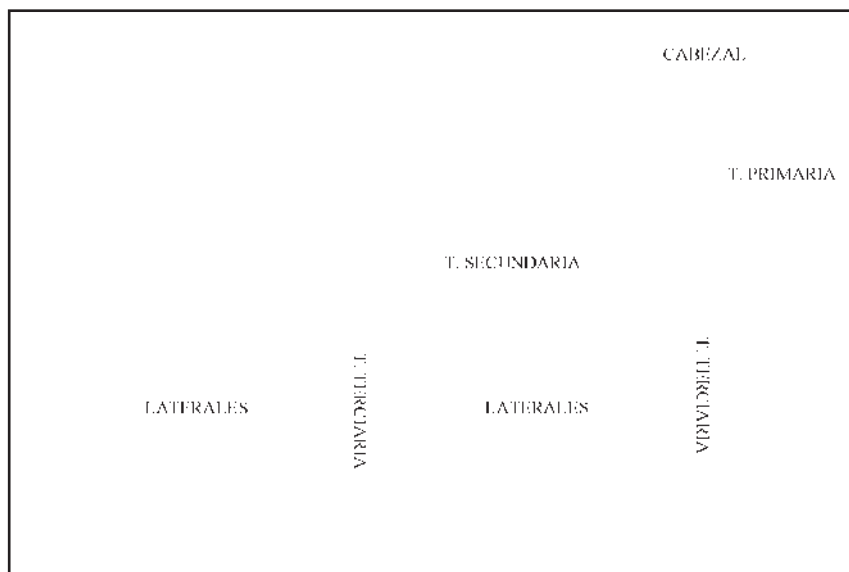 CABEZAL
T. PRIMARIA
T. SECUNDARIA
T. TERCIARIA
T. TERCIARIA
LATERALES
LATERALES